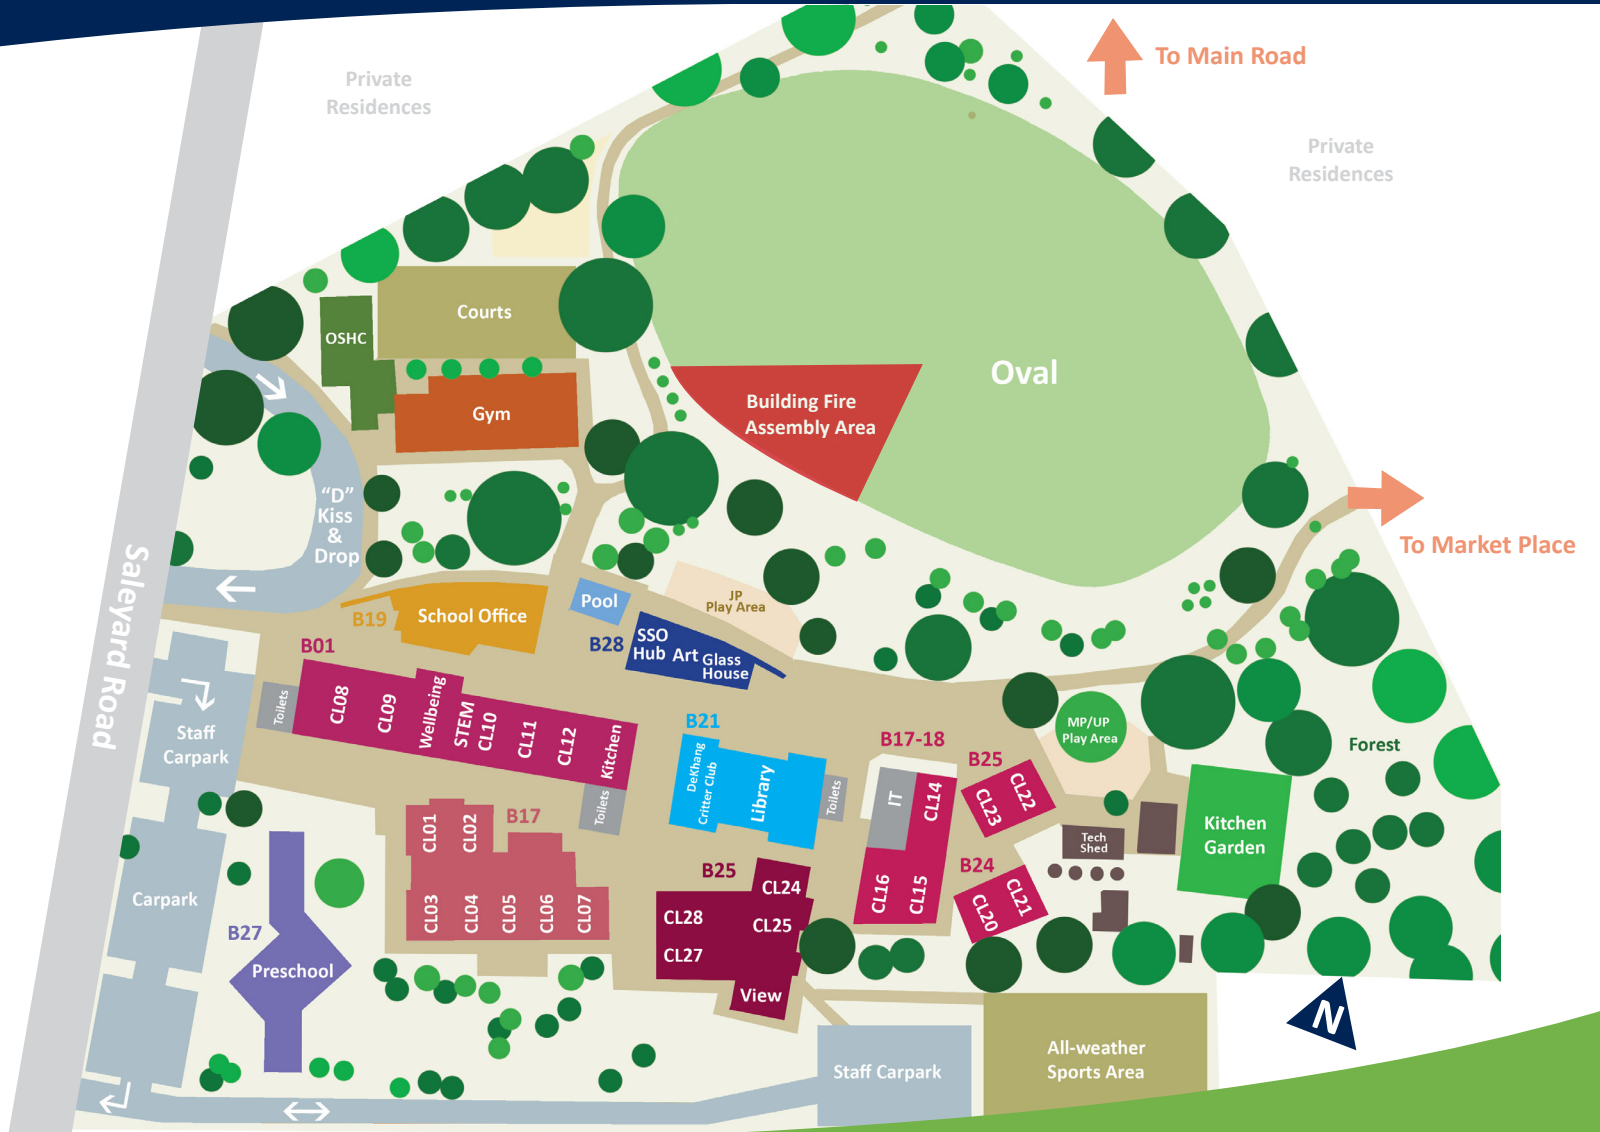 To Main Road
Private
Residences
Private
Residences
Courts
OSHC
Oval
Building Fire
Assembly Area
Gym
"D"
Kiss
&
Drop
To Market Place
Saleyard Road
JP
Play Area
Pool
School Office
B19
B28
SSO
Hub
Art
Glass
House
B01
Toilets
CL08
CL09
Wellbeing
STEM
CL10
CL11
CL12
Kitchen
Toilets
Staff
Carpark
B21
DeKhang
Critter Club
Library
Toilets
B17-18
IT
CL14
CL16
CL15
B25
CL22
CL23
MP/UP
Play Area
Forest
Kitchen
Garden
Tech
Shed
B24
CL21
CL20
B17
CL01
CL02
CL03
CL04
CL05
CL06
CL07
B25
CL24
CL28
CL25
CL27
View
Carpark
B27
Preschool
N
Staff Carpark
All-weather
Sports Area